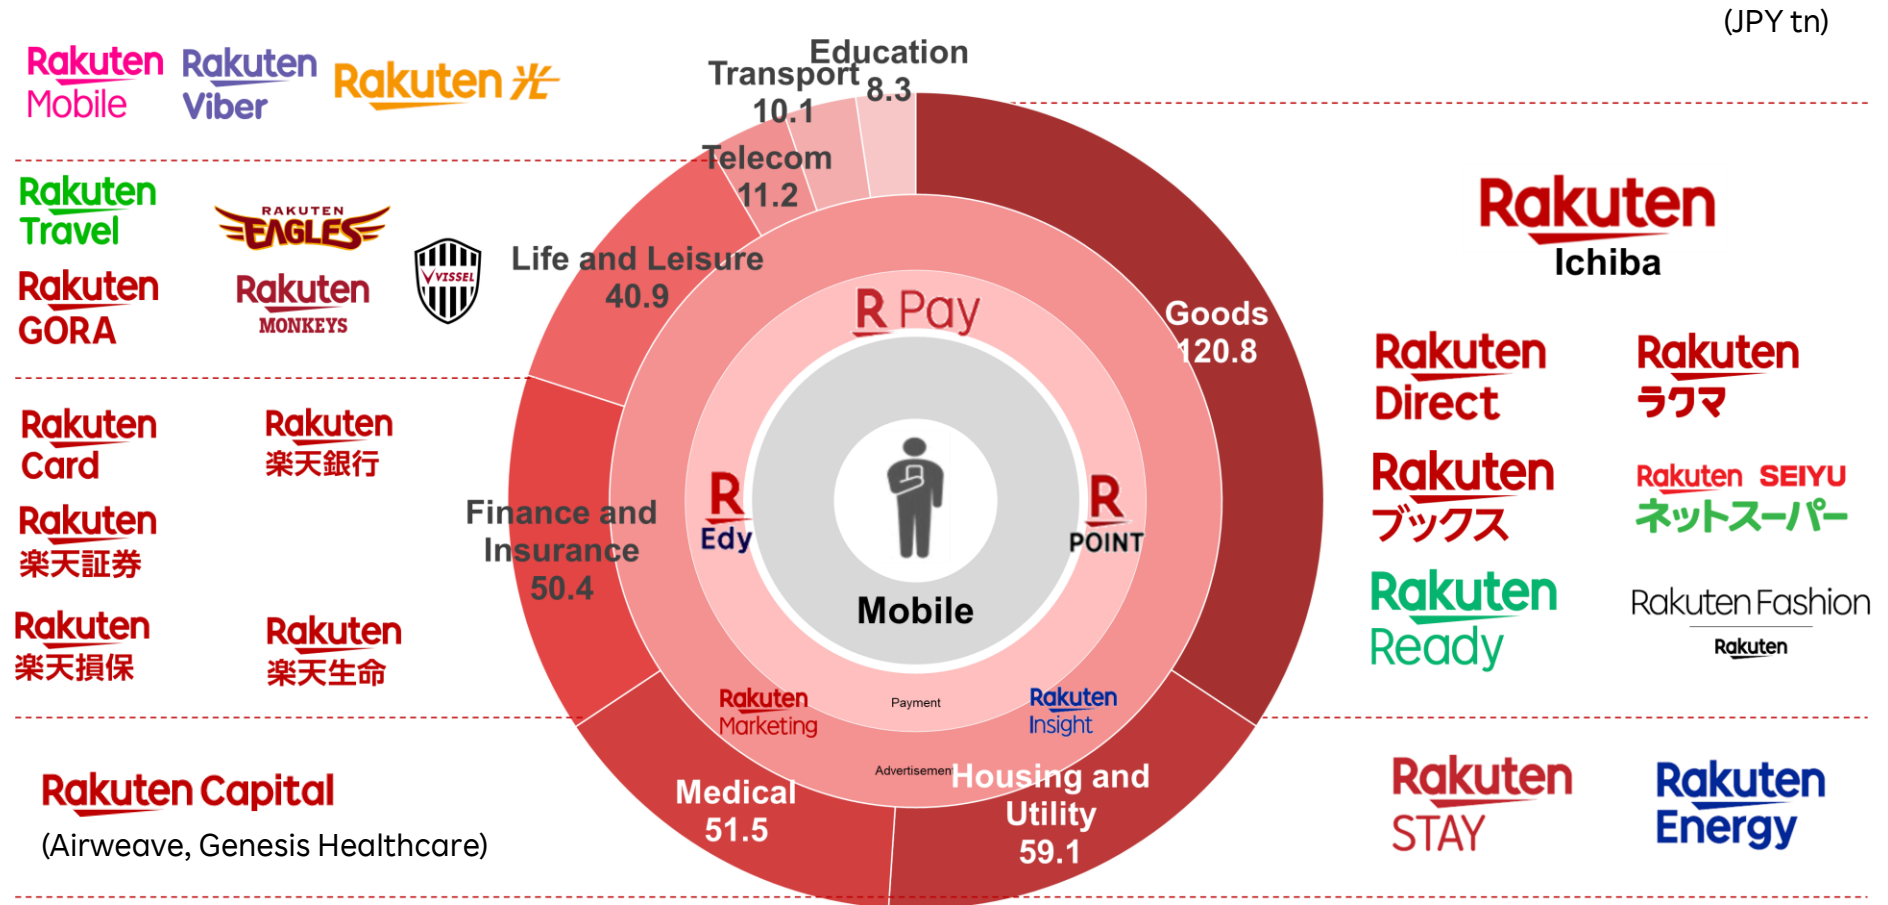 (JPY tn)
Rakuten Mobile
Rakuten Viber
Rakuten 光
Rakuten Travel
RAKUTEN EAGLES
Rakuten GORA
Rakuten MONKEYS
VISSEL
Rakuten Card
Rakuten 楽天銀行
Rakuten 楽天証券
Rakuten 楽天損保
Rakuten 楽天生命
Rakuten Capital
(Airweave, Genesis Healthcare)
Education
8.3
Transport
10.1
Telecom
11.2
Life and Leisure
40.9
Finance and
Insurance
50.4
Medical
51.5
Housing and
Utility
59.1
Goods
120.8
R Pay
R
Edy
R
POINT
Mobile
Rakuten
Marketing
Payment
Rakuten
Insight
Advertisement
Rakuten
Ichiba
Rakuten Direct
Rakuten ラクマ
Rakuten ブックス
Rakuten SEIYU
ネットスーパー
Rakuten Ready
Rakuten Fashion
Rakuten
Rakuten STAY
Rakuten Energy